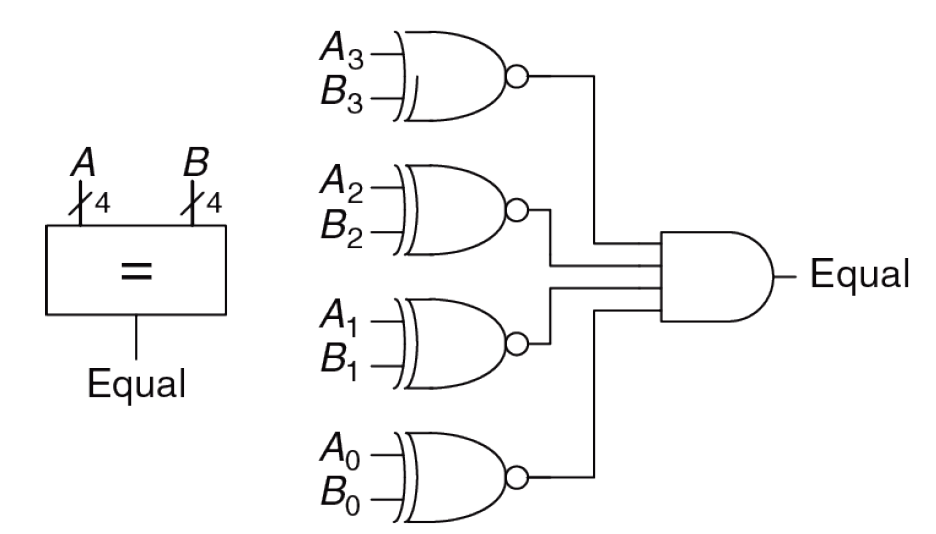 A B
4 4
=
Equal
A3
B3
A2
B2
A1
B1
A0
B0
Equal